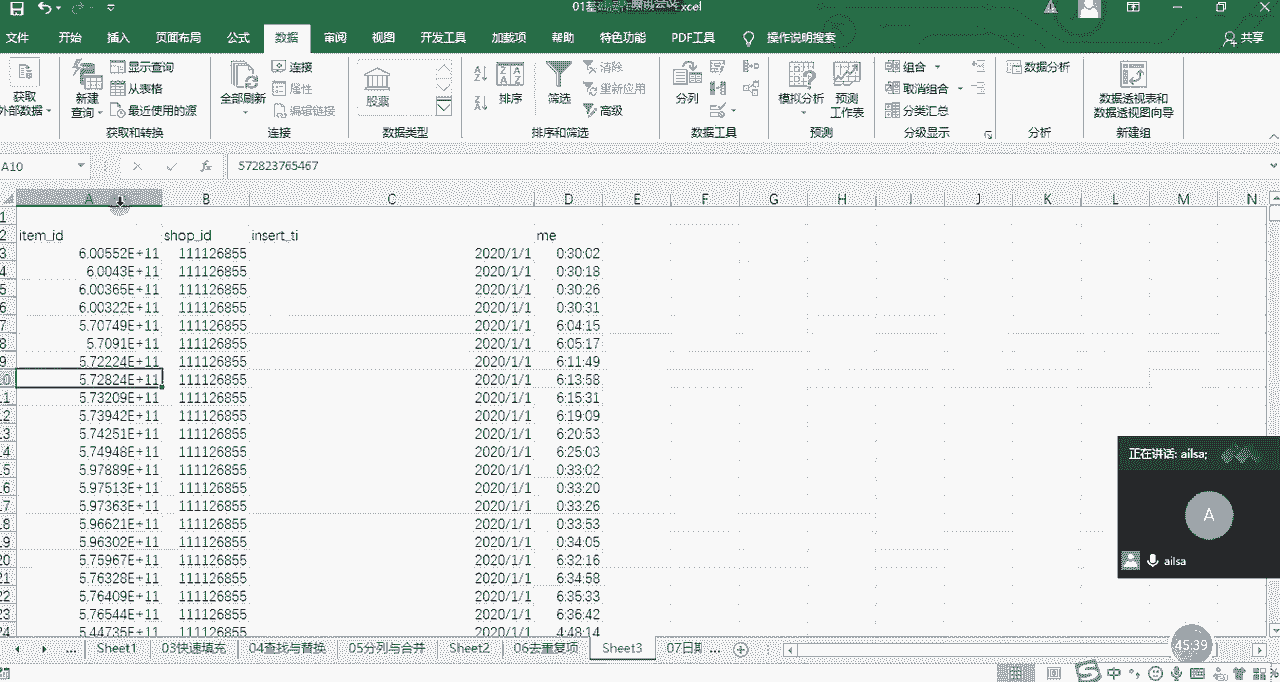 文件 开始 插入 页面布局 公式 数据 审阅 视图 开发工具 加载项 帮助 特色功能 PDF工具 操作说明搜索 共享
获取 外部数据
新建 查询
显示查询
从表格
最近使用的源
获取和转换
全部刷新
连接
属性
编辑链接
连接
股票
数据类型
排序
筛选
清除
重新应用
高级
排序和筛选
分列
数据工具
模拟分析
预测 工作表
预测
组合
取消组合
分类汇总
分级显示
数据分析
分析
数据透视表和
数据透视图向导
新建组
A10 fx 572823765467
A B C D E F G H I J K L M N
1
2 item_id shop_id insert_ti me
3 6.00552E+11 111126855 2020/1/1 0:30:02
4 6.0043E+11 111126855 2020/1/1 0:30:18
5 6.00365E+11 111126855 2020/1/1 0:30:26
6 6.00322E+11 111126855 2020/1/1 0:30:31
7 5.70749E+11 111126855 2020/1/1 6:04:15
8 5.7091E+11 111126855 2020/1/1 6:05:17
9 5.72224E+11 111126855 2020/1/1 6:11:49
10 5.72824E+11 111126855 2020/1/1 6:13:58
11 5.73209E+11 111126855 2020/1/1 6:15:31
12 5.73942E+11 111126855 2020/1/1 6:19:09
13 5.74251E+11 111126855 2020/1/1 6:20:53
14 5.74948E+11 111126855 2020/1/1 6:25:03
15 5.97889E+11 111126855 2020/1/1 0:33:02
16 5.97513E+11 111126855 2020/1/1 0:33:20
17 5.97363E+11 111126855 2020/1/1 0:33:26
18 5.96621E+11 111126855 2020/1/1 0:33:53
19 5.96302E+11 111126855 2020/1/1 0:34:05
20 5.75967E+11 111126855 2020/1/1 6:32:16
21 5.76328E+11 111126855 2020/1/1 6:34:58
22 5.76409E+11 111126855 2020/1/1 6:35:33
23 5.76544E+11 111126855 2020/1/1 6:36:42
24 5.44735E+11 111126855 2020/1/1 4:48:14
正在讲话: ailsa;
A
ailsa
... Sheet1 03快速填充 04查找与替换 05分列与合并 Sheet2 06去重复项 Sheet3 07日期 ...
45:39
中